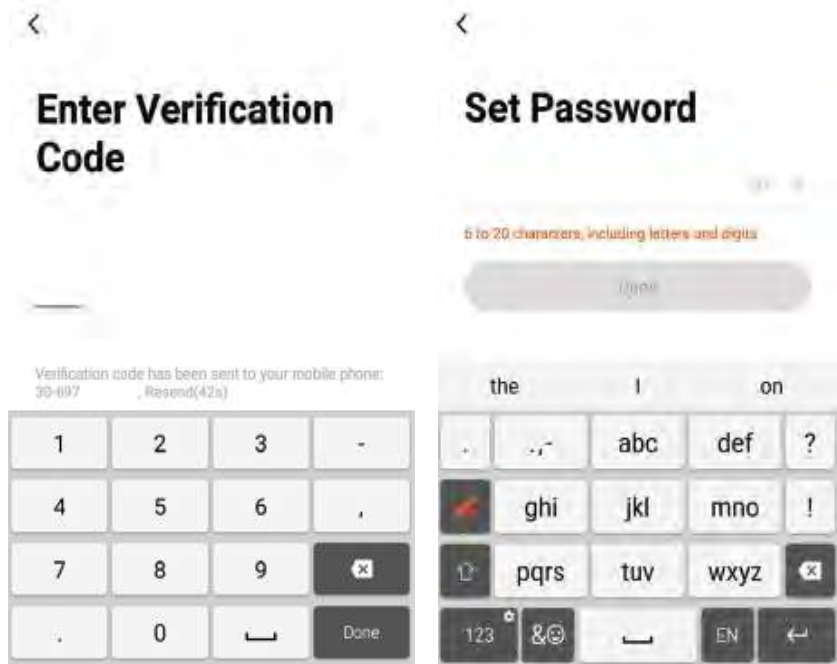 Enter Verification
Code
Verification code has been sent to your mobile phone:
30-697 , Resend(42s)
1 2 3 -
4 5 6 ,
7 8 9
. 0 Done
Set Password
6 to 20 characters, including letters and digits
Done
the I on
. .,- abc def ?
ghi jkl mno !
pqrs tuv wxyz
123 &☺ EN